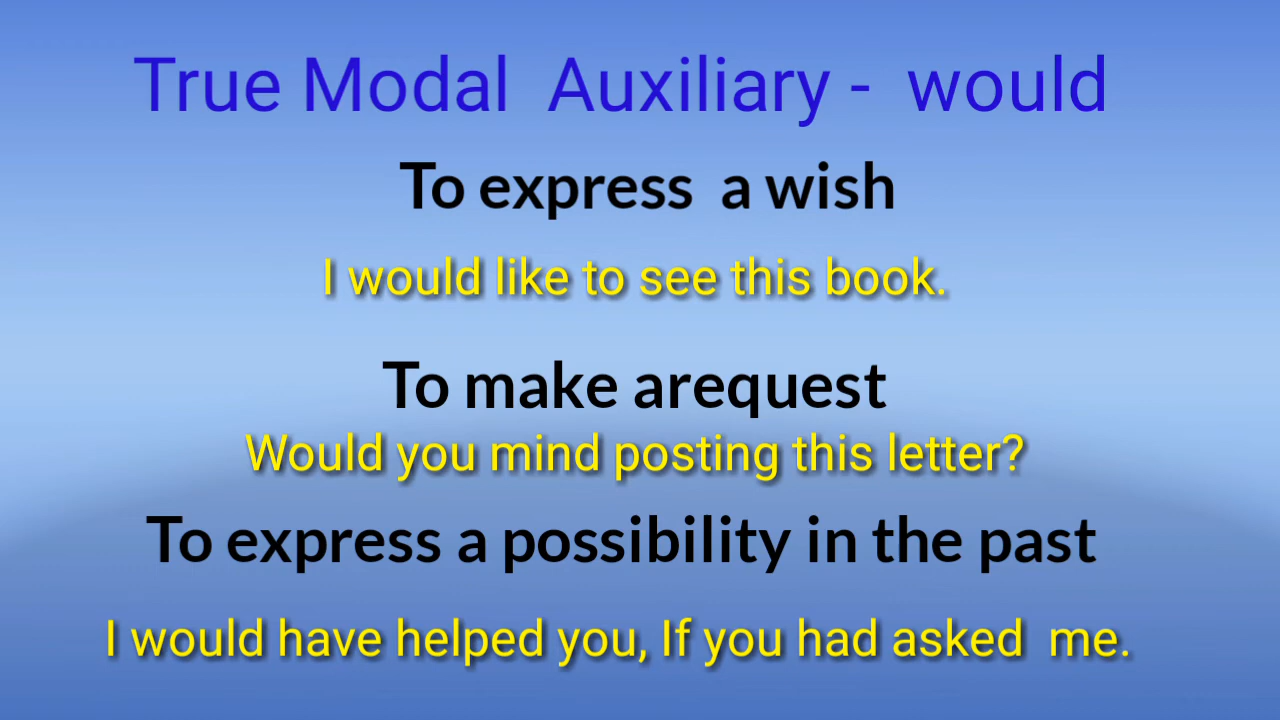 True Modal Auxiliary - would
To express a wish
I would like to see this book.
To make arequest
Would you mind posting this letter?
To express a possibility in the past
I would have helped you, If you had asked me.